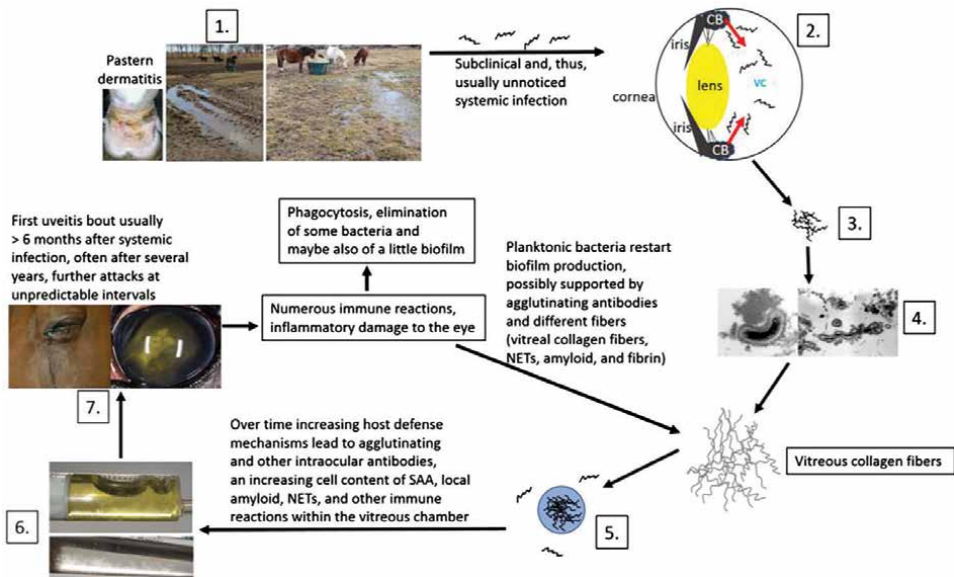 1.
Pastern
dermatitis
Subclinical and, thus,
usually unnoticed
systemic infection
2.
CB
iris
lens
vc
cornea
iris
CB
3.
4.
First uveitis bout usually
> 6 months after systemic
infection, often after several
years, further attacks at
unpredictable intervals
Phagocytosis, elimination
of some bacteria and
maybe also of a little biofilm
Numerous immune reactions,
inflammatory damage to the eye
Planktonic bacteria restart
biofilm production,
possibly supported by
agglutinating antibodies
and different fibers
(vitreal collagen fibers,
NETs, amyloid, and fibrin)
7.
Over time increasing host defense
mechanisms lead to agglutinating
and other intraocular antibodies,
an increasing cell content of SAA, local
amyloid, NETs, and other immune
reactions within the vitreous chamber
Vitreous collagen fibers
6.
5.